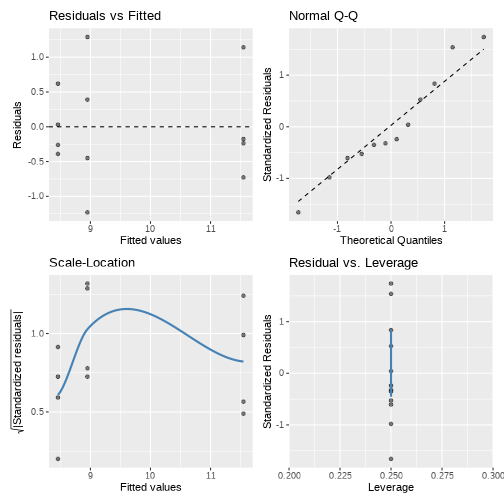 Residuals vs Fitted
Residuals
1.0
0.5
0.0
-0.5
-1.0
9
10
11
Fitted values
Normal Q-Q
Standardized Residuals
1
0
-1
-1
0
1
Theoretical Quantiles
Scale-Location
√|Standardized residuals|
1.0
0.5
9
10
11
Fitted values
Residual vs. Leverage
Standardized Residuals
1
0
-1
0.200
0.225
0.250
0.275
0.300
Leverage